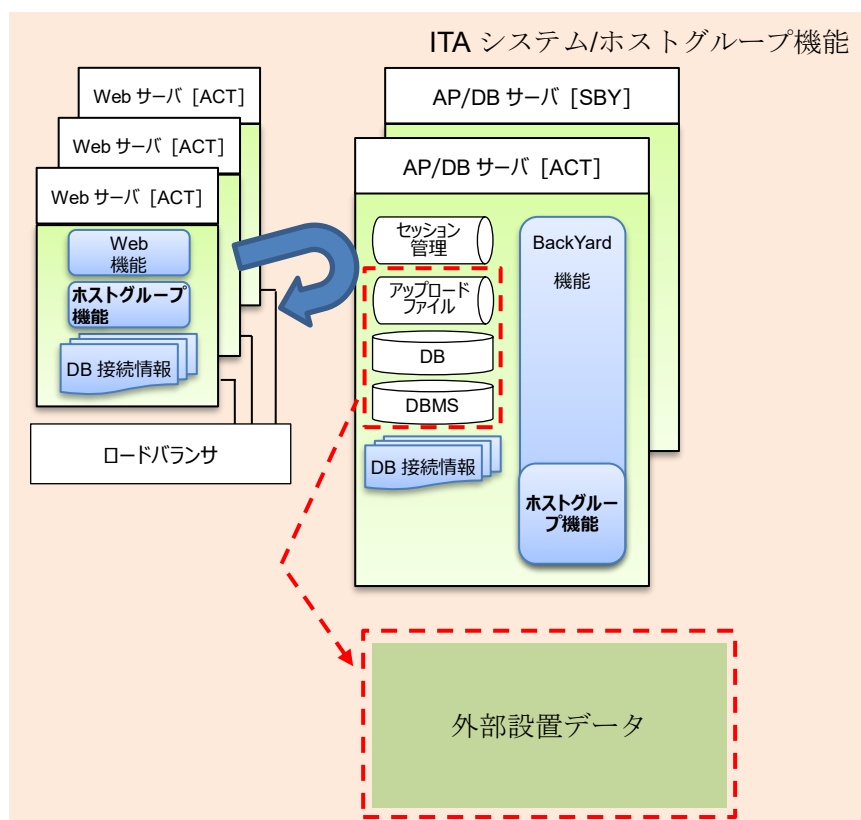 ITA システム/ホストグループ機能
Web サーバ [ACT]
Web サーバ [ACT]
Web サーバ [ACT]
Web
機能
ホストグループ
機能
DB 接続情報
ロードバランサ
AP/DB サーバ [SBY]
AP/DB サーバ [ACT]
セッション
管理
アップロード
ファイル
DB
DBMS
DB 接続情報
BackYard
機能
ホストグルー
プ機能
外部設置データ